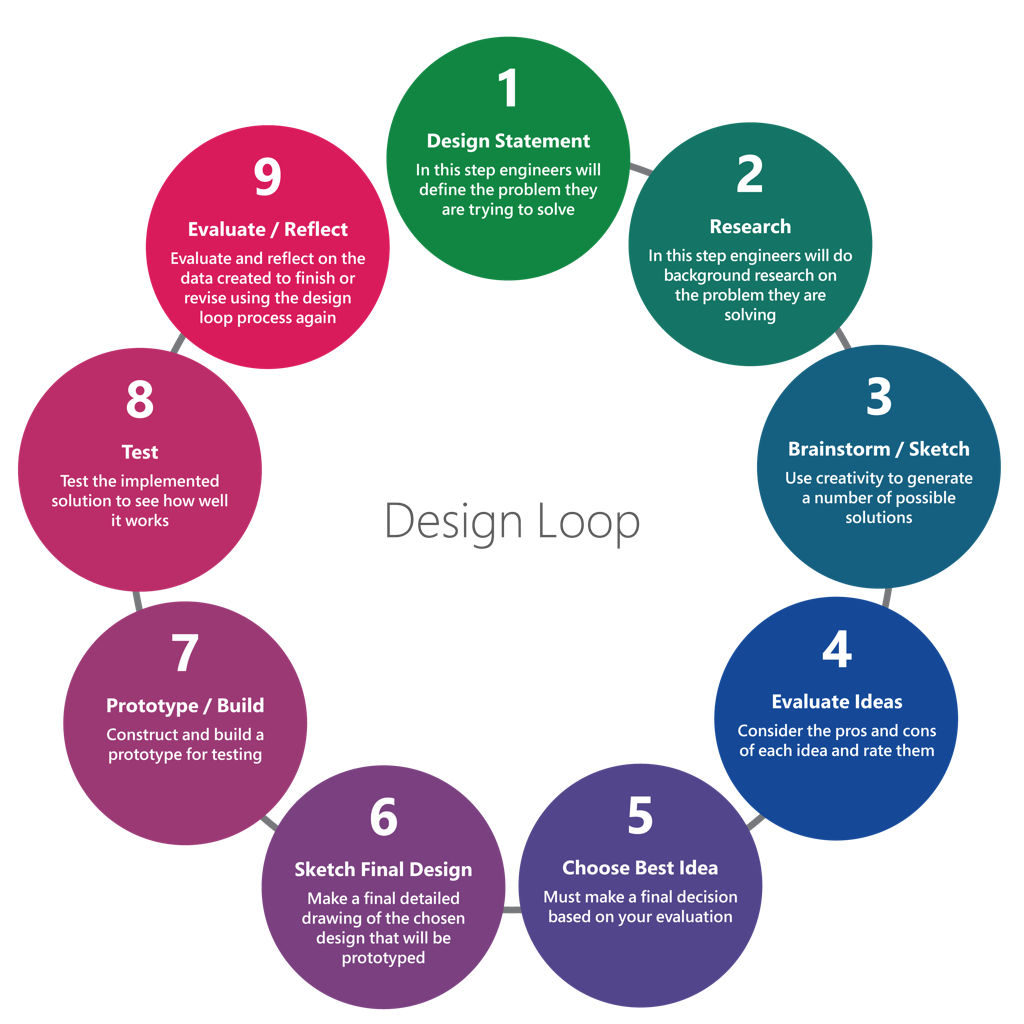 1
Design Statement
In this step engineers will
define the problem they
are trying to solve
2
Research
In this step engineers will do
background research on
the problem they are
solving
3
Brainstorm / Sketch
Use creativity to generate
a number of possible
solutions
4
Evaluate Ideas
Consider the pros and cons
of each idea and rate them
5
Choose Best Idea
Must make a final decision
based on your evaluation
6
Sketch Final Design
Make a final detailed
drawing of the chosen
design that will be
prototyped
7
Prototype / Build
Construct and build a
prototype for testing
8
Test
Test the implemented
solution to see how well
it works
9
Evaluate / Reflect
Evaluate and reflect on the
data created to finish or
revise using the design
loop process again
Design Loop